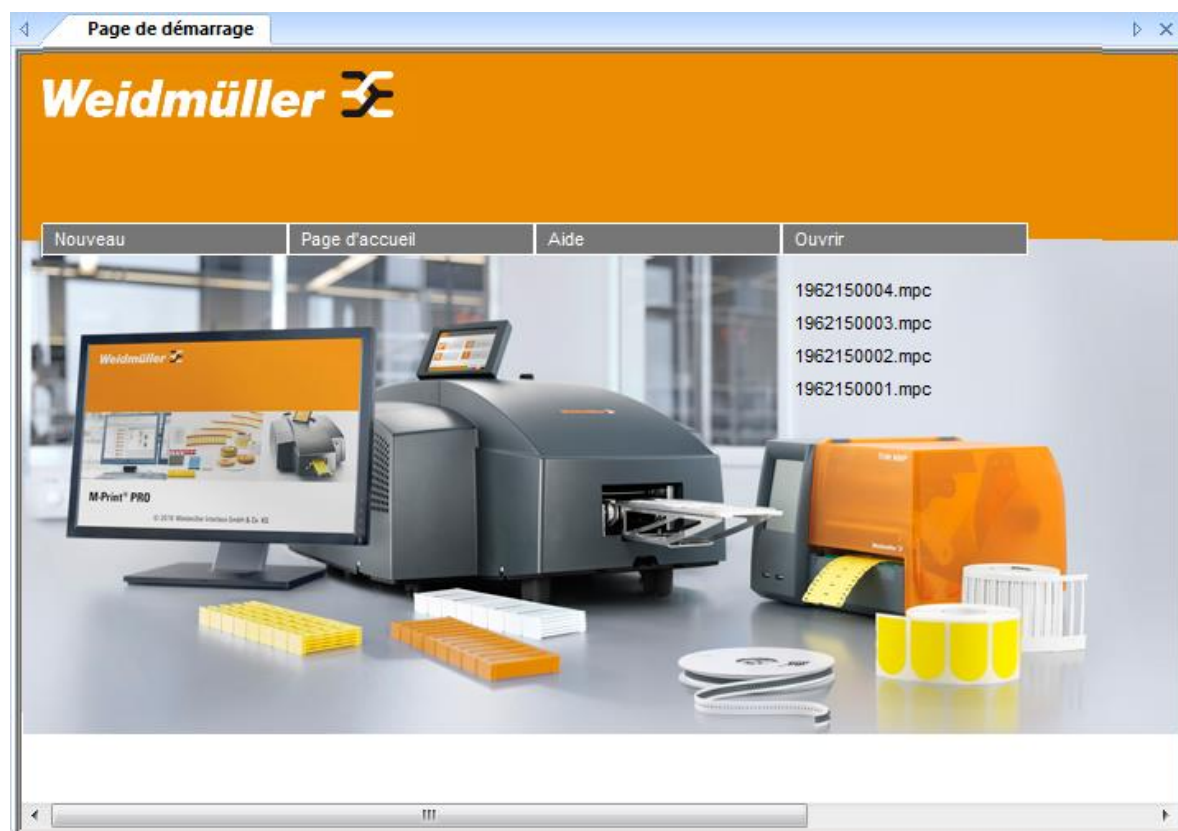 Page de démarrage
Weidmüller
Nouveau
Page d'accueil
Aide
Ouvrir
1962150004.mpc
1962150003.mpc
1962150002.mpc
1962150001.mpc
Weidmüller
M-Print® PRO